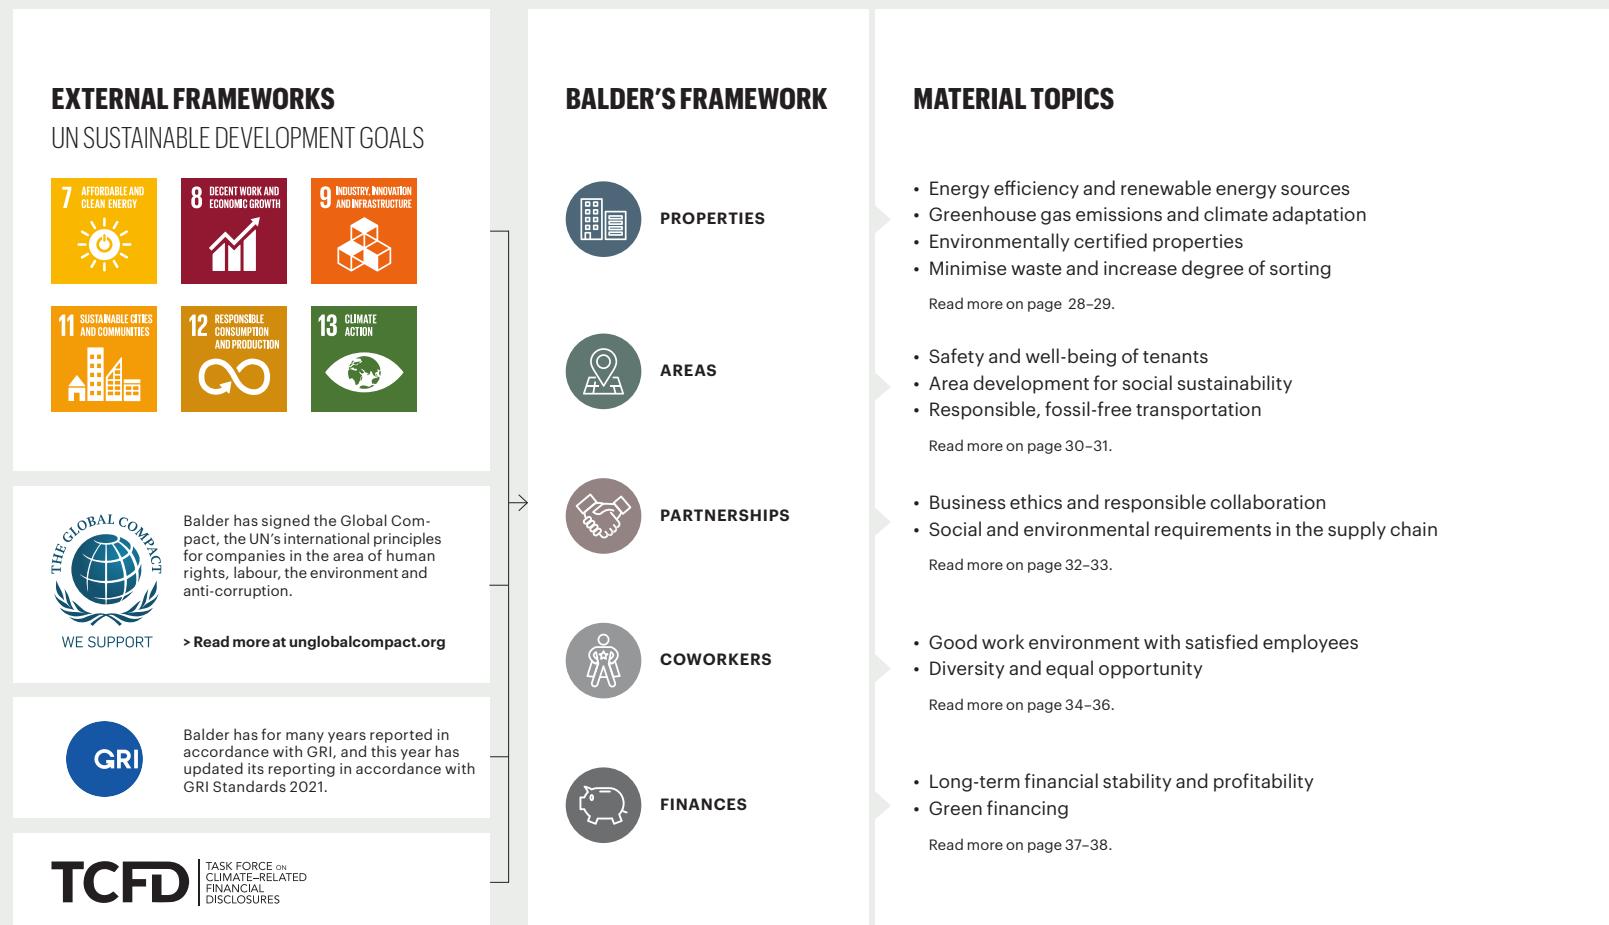 EXTERNAL FRAMEWORKS
UN SUSTAINABLE DEVELOPMENT GOALS
7 AFFORDABLE AND
CLEAN ENERGY
8 DECENT WORK AND
ECONOMIC GROWTH
9 INDUSTRY, INNOVATION
AND INFRASTRUCTURE
11 SUSTAINABLE CITIES
AND COMMUNITIES
12 RESPONSIBLE
CONSUMPTION
AND PRODUCTION
13 CLIMATE
ACTION
THE GLOBAL COMPACT
WE SUPPORT
Balder has signed the Global Com-
pact, the UN's international principles
for companies in the area of human
rights, labour, the environment and
anti-corruption.
> Read more at unglobalcompact.org
GRI
Balder has for many years reported in
accordance with GRI, and this year has
updated its reporting in accordance with
GRI Standards 2021.
TCFD
TASK FORCE ON
CLIMATE–RELATED
FINANCIAL
DISCLOSURES
BALDER'S FRAMEWORK
PROPERTIES
AREAS
PARTNERSHIPS
COWORKERS
FINANCES
MATERIAL TOPICS
• Energy efficiency and renewable energy sources
• Greenhouse gas emissions and climate adaptation
• Environmentally certified properties
• Minimise waste and increase degree of sorting
Read more on page 28–29.
• Safety and well-being of tenants
• Area development for social sustainability
• Responsible, fossil-free transportation
Read more on page 30–31.
• Business ethics and responsible collaboration
• Social and environmental requirements in the supply chain
Read more on page 32–33.
• Good work environment with satisfied employees
• Diversity and equal opportunity
Read more on page 34–36.
• Long-term financial stability and profitability
• Green financing
Read more on page 37–38.